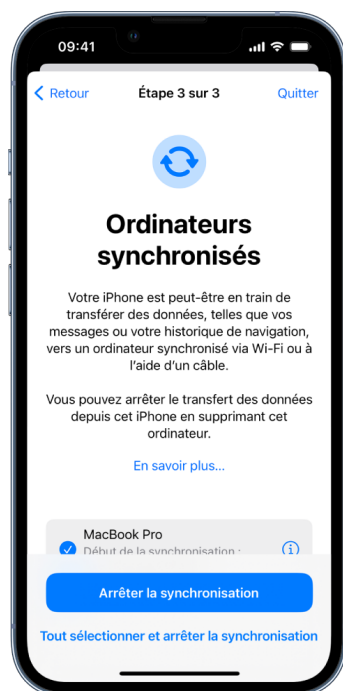 09:41
Retour
Étape 3 sur 3
Quitter
Ordinateurs
synchronisés
Votre iPhone est peut-être en train de
transférer des données, telles que vos
messages ou votre historique de navigation,
vers un ordinateur synchronisé via Wi-Fi ou à
l'aide d'un câble.
Vous pouvez arrêter le transfert des données
depuis cet iPhone en supprimant cet
ordinateur.
En savoir plus...
MacBook Pro
Début de la synchronisation :
Arrêter la synchronisation
Tout sélectionner et arrêter la synchronisation